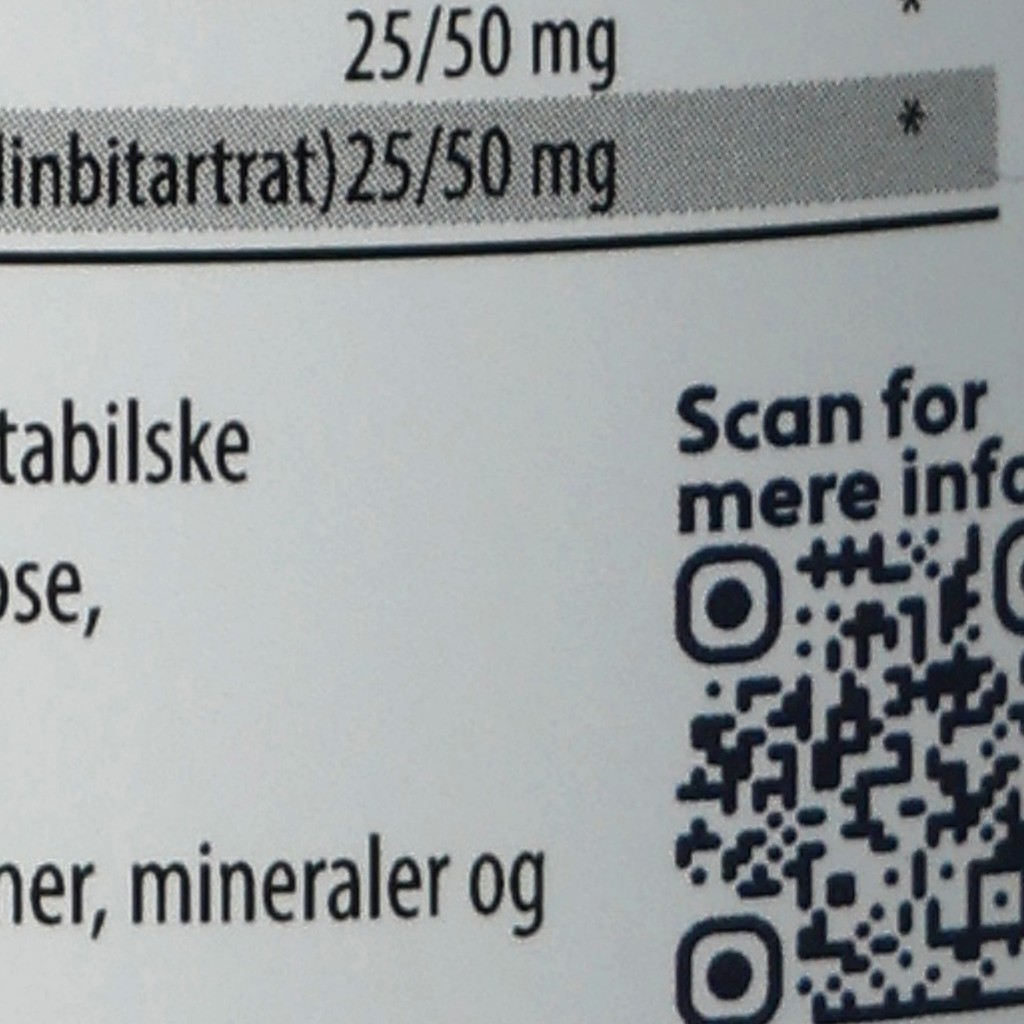 25/50 mg *
linbitartrat) 25/50 mg *
Scan for
mere info
tabilske
ose,
ner, mineraler og